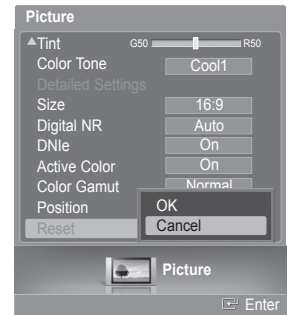 Picture
▲Tint G50 R50
Color Tone Cool1
Detailed Settings
Size 16:9
Digital NR Auto
DNIe On
Active Color On
Color Gamut Normal
Position OK
Reset Cancel
Picture
Enter